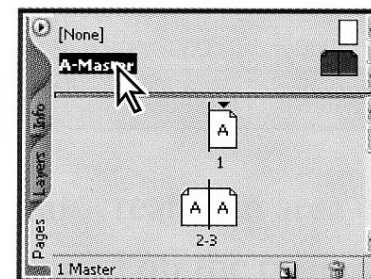 [None]
A-Master
Info
Layers
Pages
A
1
A A
2-3
1 Master